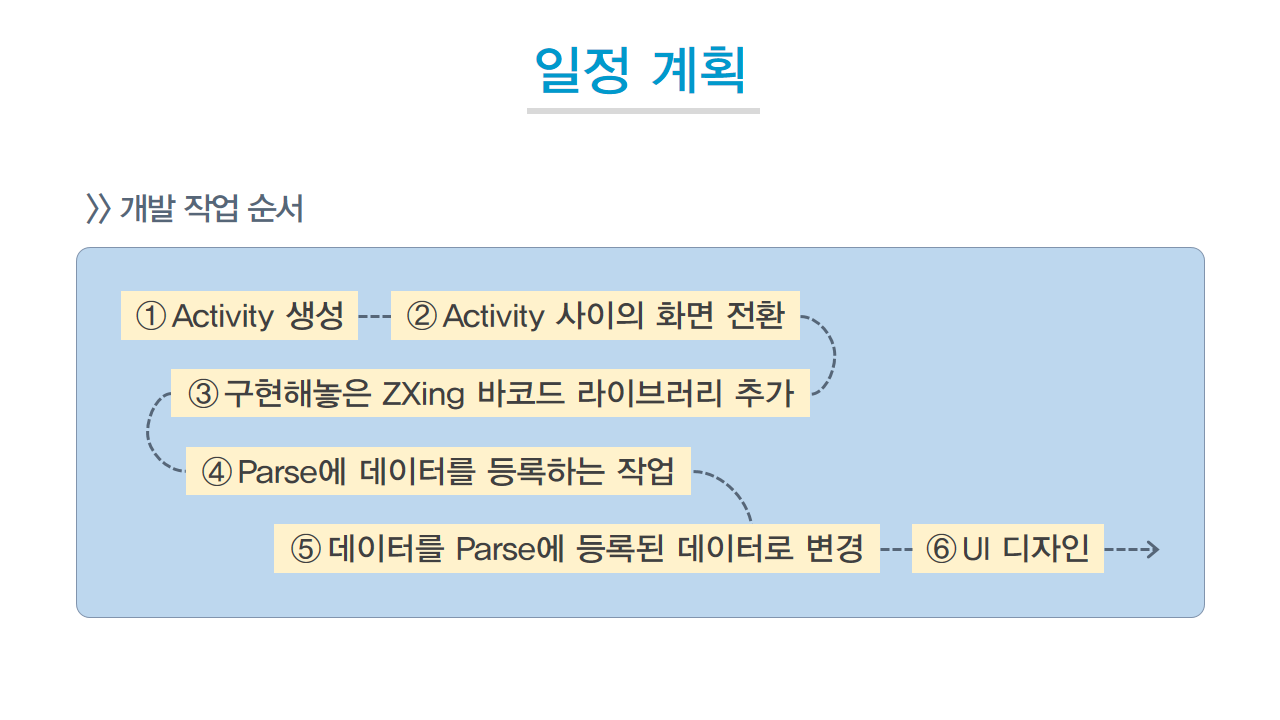 일정 계획
>> 개발 작업 순서
① Activity 생성
② Activity 사이의 화면 전환
③ 구현해놓은 ZXing 바코드 라이브러리 추가
④ Parse에 데이터를 등록하는 작업
⑤ 데이터를 Parse에 등록된 데이터로 변경
⑥ UI 디자인